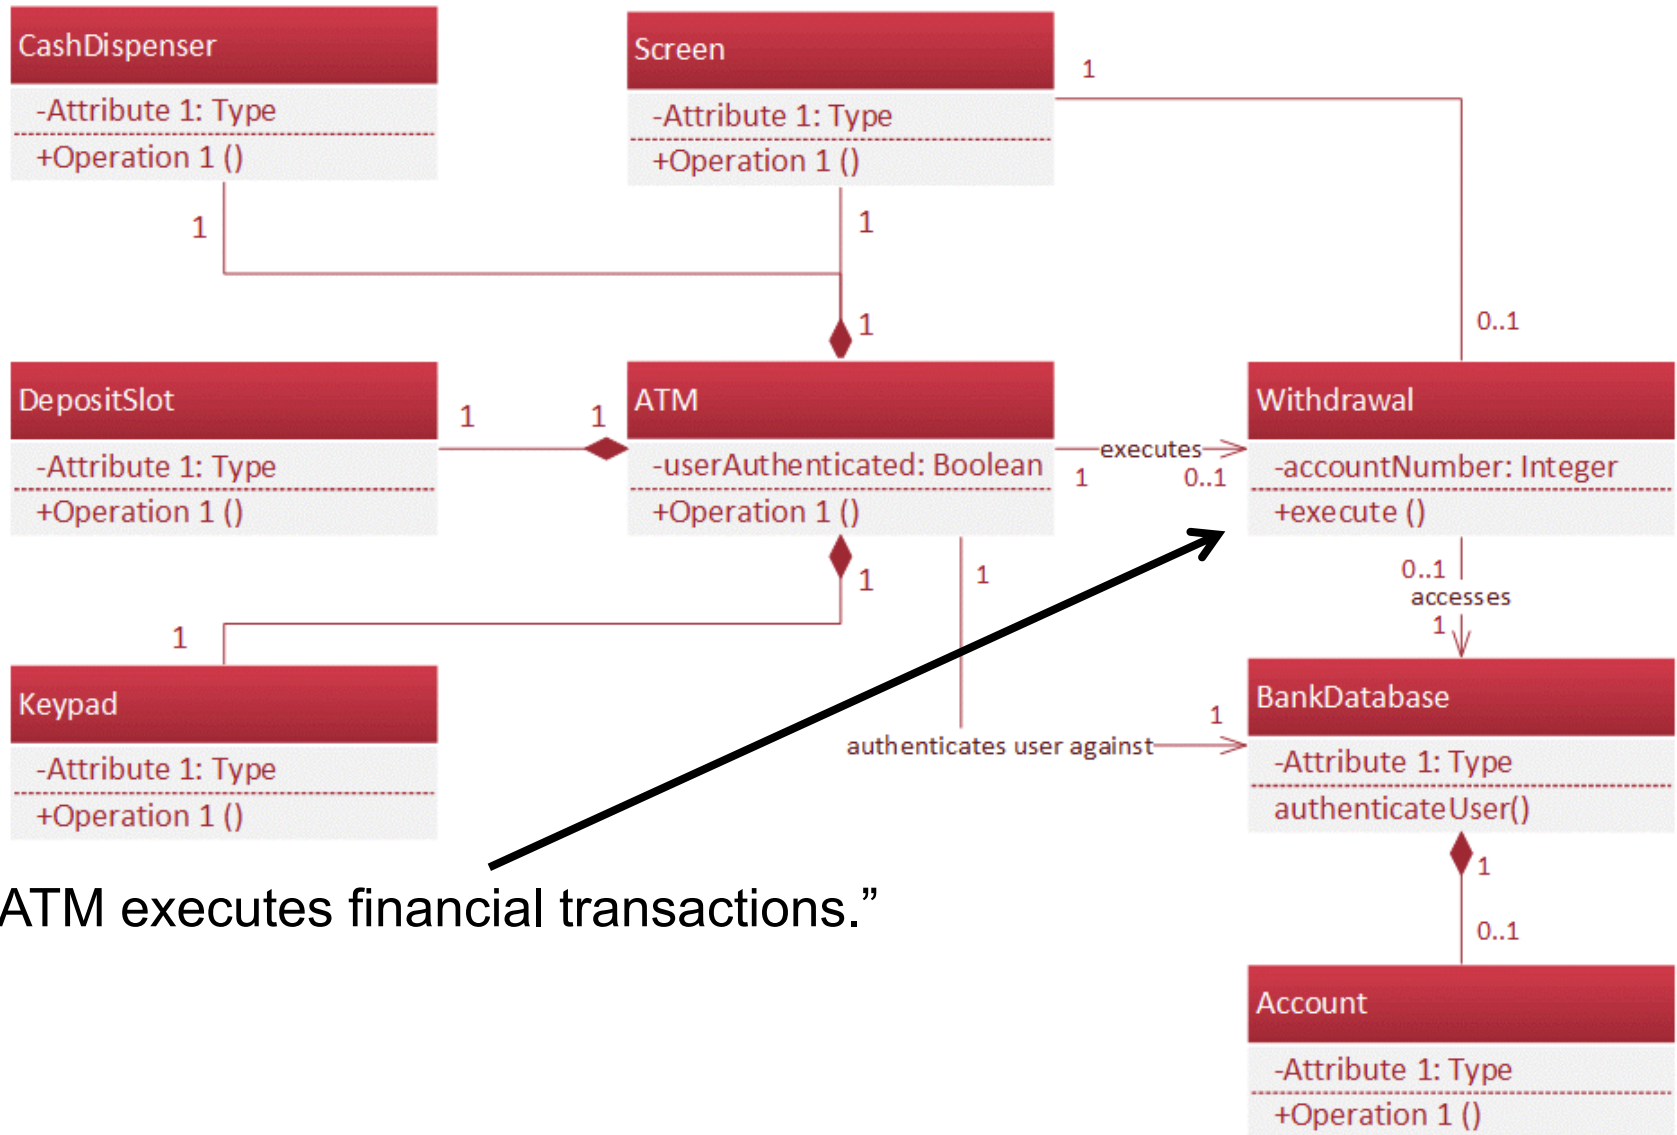 CashDispenser
-Attribute 1: Type
+Operation 1 ()
Screen
-Attribute 1: Type
+Operation 1 ()
1
1
1
0..1
1
DepositSlot
-Attribute 1: Type
+Operation 1 ()
1
1
ATM
-userAuthenticated: Boolean
+Operation 1 ()
executes
1
0..1
Withdrawal
-accountNumber: Integer
+execute ()
1
1
0..1
accesses
1
1
Keypad
-Attribute 1: Type
+Operation 1 ()
authenticates user against
1
BankDatabase
-Attribute 1: Type
authenticateUser()
1
0..1
ATM executes financial transactions.”
Account
-Attribute 1: Type
+Operation 1 ()